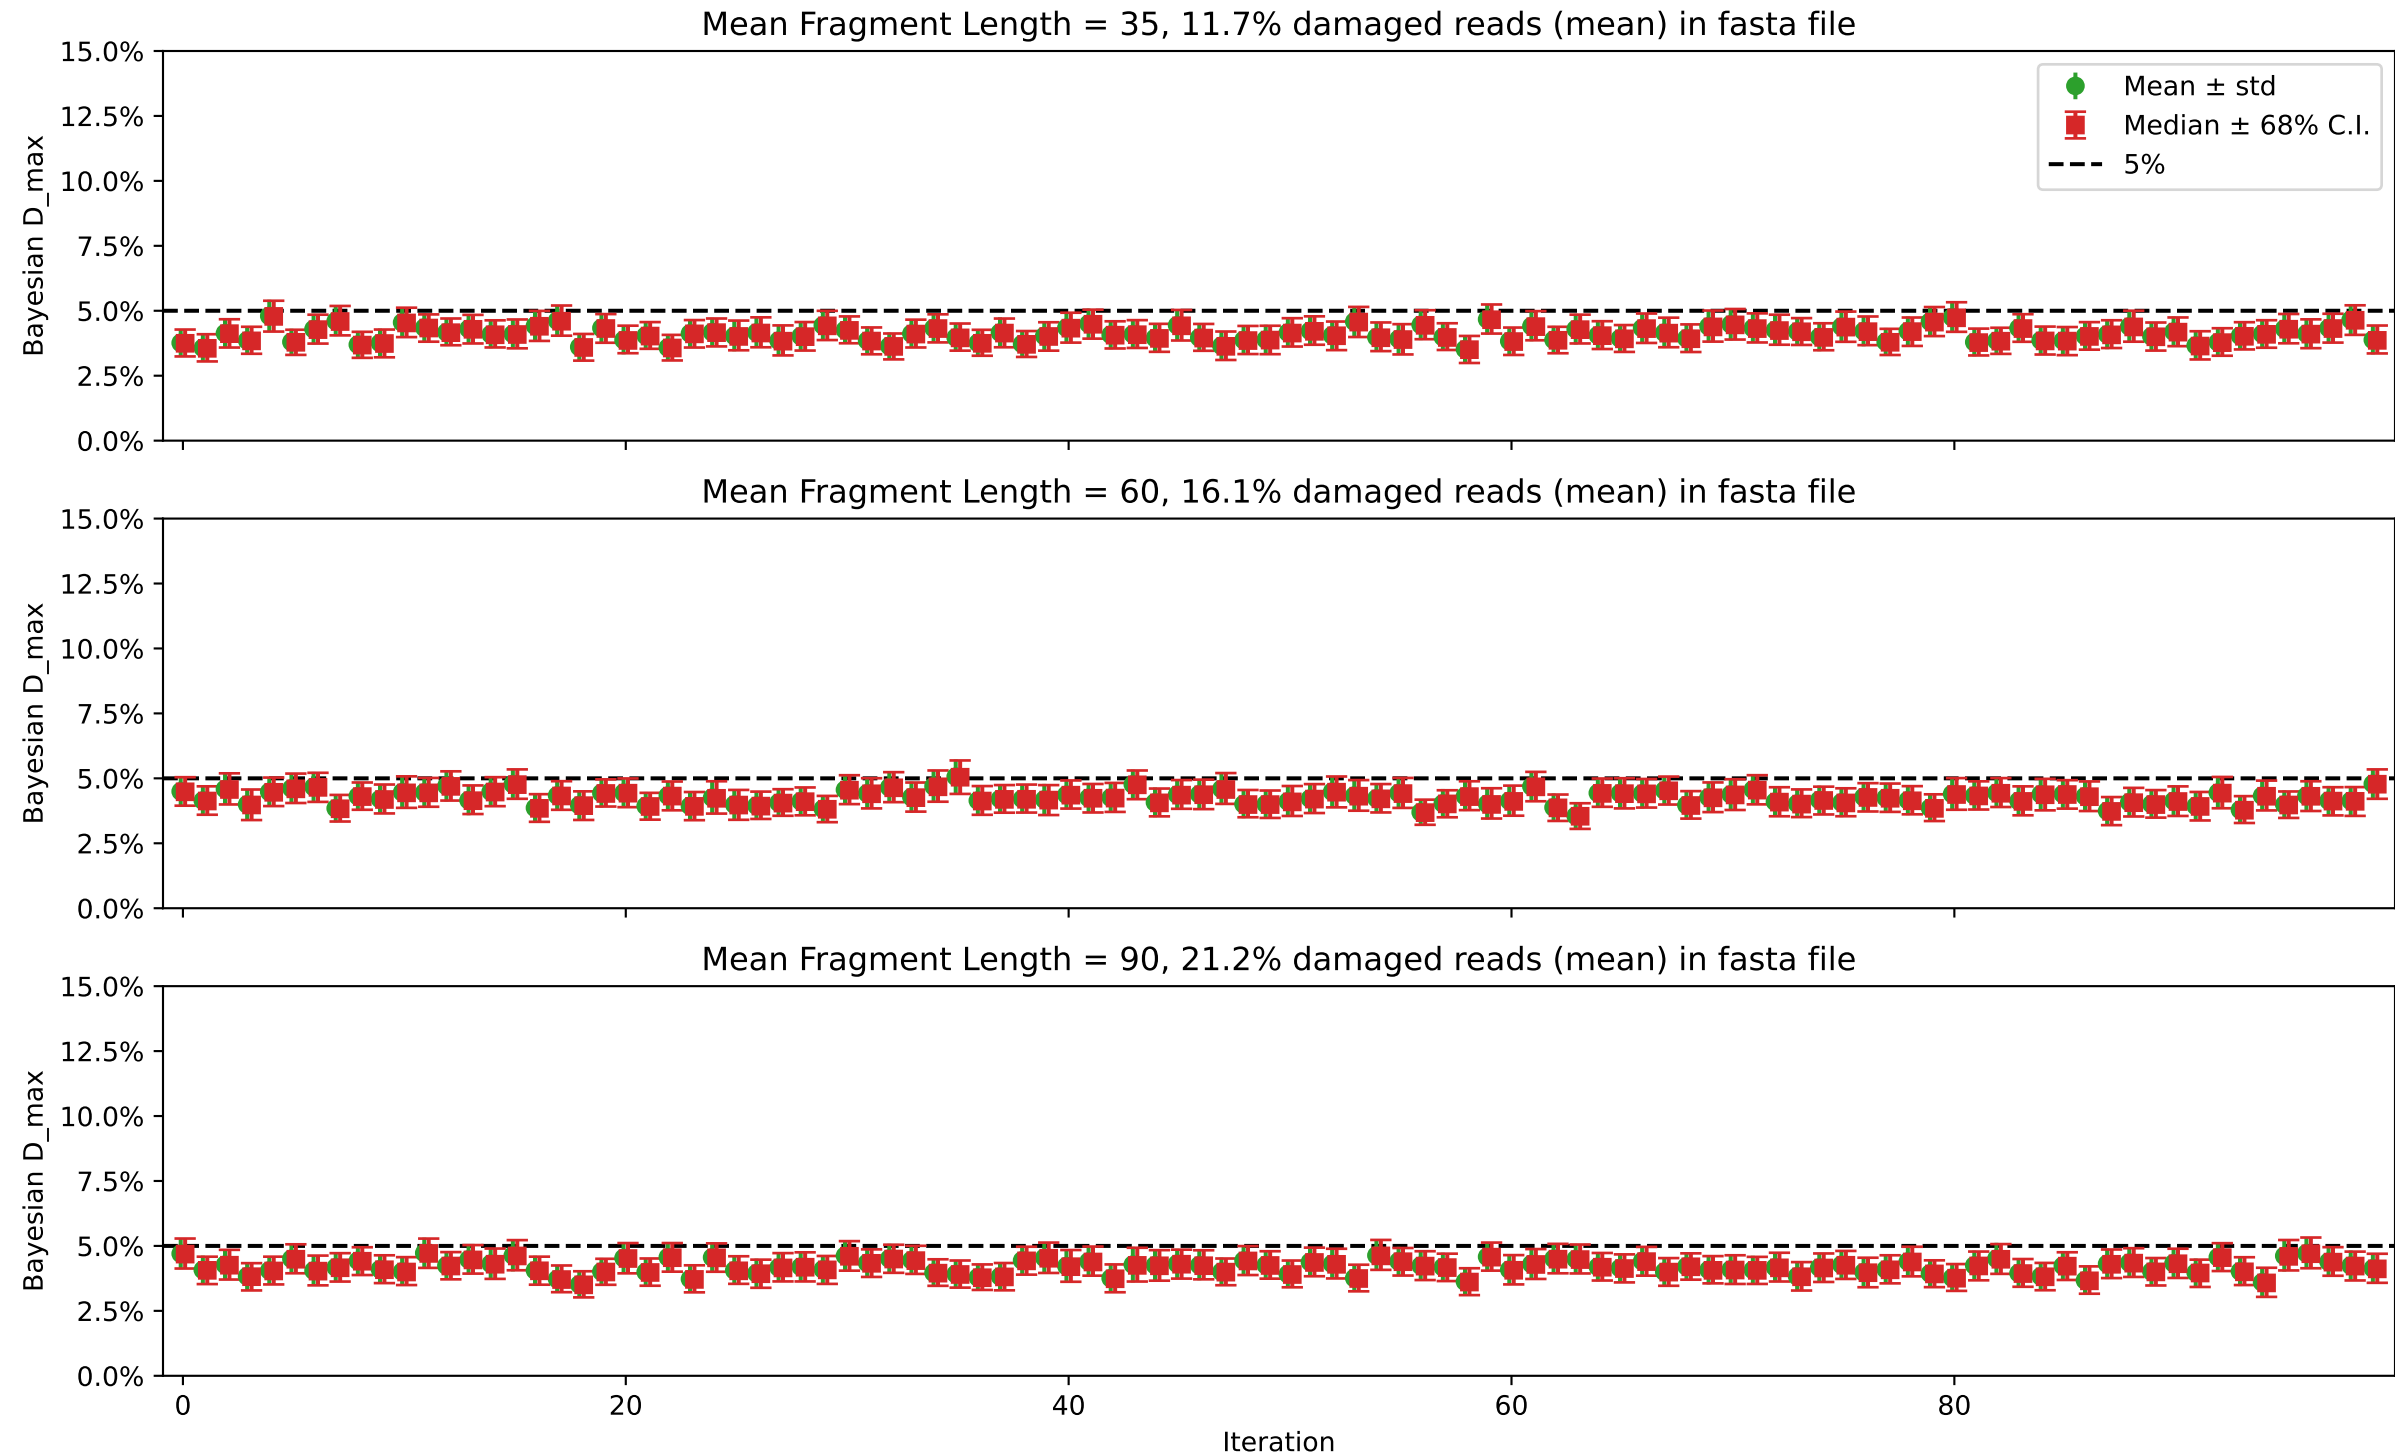 Mean Fragment Length = 35, 11.7% damaged reads (mean) in fasta file
15.0%
12.5%
10.0%
7.5%
5.0%
2.5%
0.0%
Bayesian D_max
Mean ± std
Median ± 68% C.I.
5%
Mean Fragment Length = 60, 16.1% damaged reads (mean) in fasta file
15.0%
12.5%
10.0%
7.5%
5.0%
2.5%
0.0%
Bayesian D_max
Mean Fragment Length = 90, 21.2% damaged reads (mean) in fasta file
15.0%
12.5%
10.0%
7.5%
5.0%
2.5%
0.0%
Bayesian D_max
0 20 40 60 80
Iteration